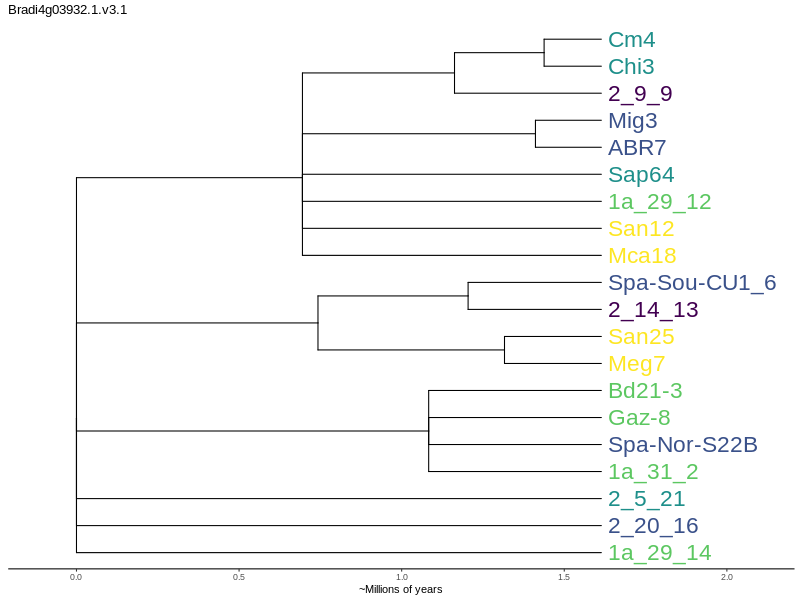 Bradi4g03932.1.v3.1
Cm4
Chi3
2_9_9
Mig3
ABR7
Sap64
1a_29_12
San12
Mca18
Spa-Sou-CU1_6
2_14_13
San25
Meg7
Bd21-3
Gaz-8
Spa-Nor-S22B
1a_31_2
2_5_21
2_20_16
1a_29_14
0.0 0.5 1.0 1.5 2.0
~Millions of years